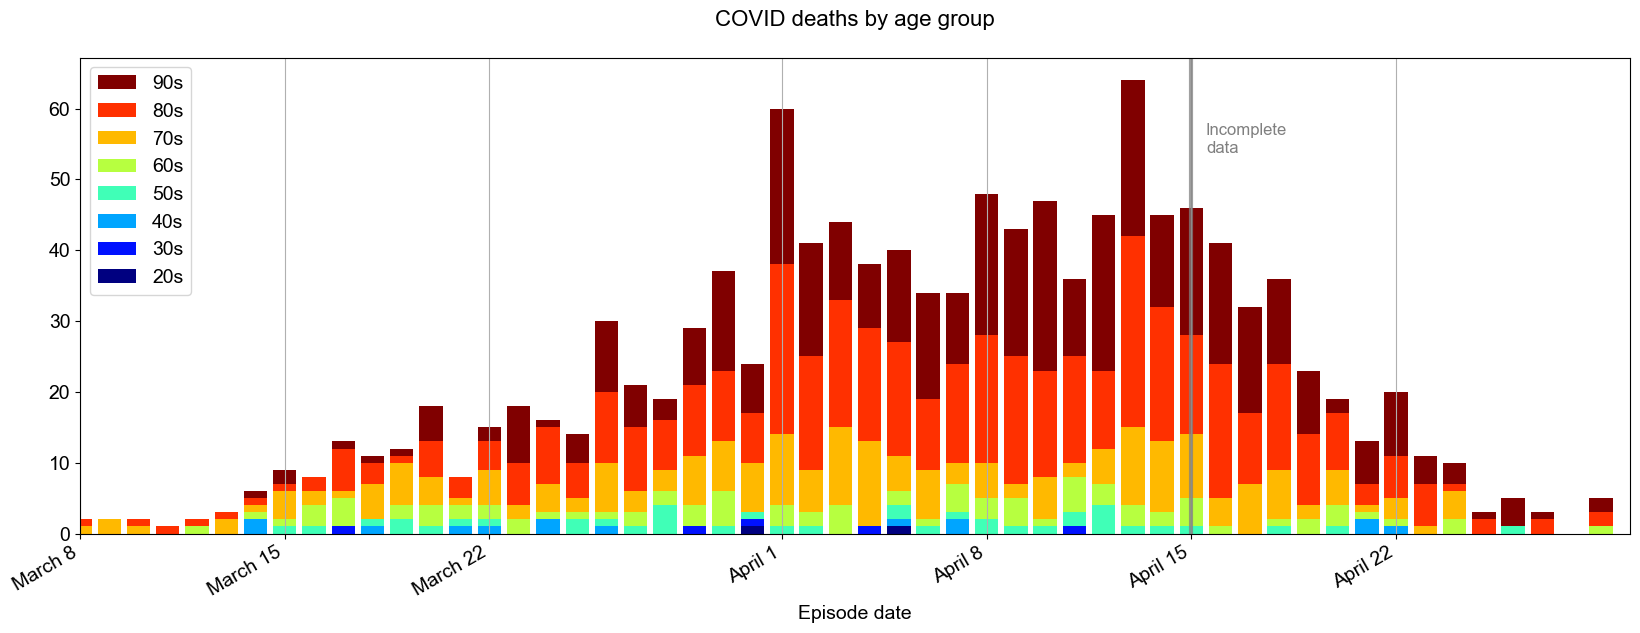 COVID deaths by age group
90s
80s
70s
60s
50s
40s
30s
20s
Incomplete
data
60
50
40
30
20
10
0
March 8
March 15
March 22
April 1
April 8
April 15
April 22
Episode date